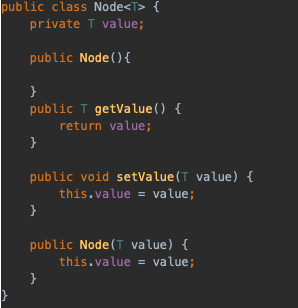 public class Node<T> {
    private T value;

    public Node(){

    }
    public T getValue() {
        return value;
    }

    public void setValue(T value) {
        this.value = value;
    }

    public Node(T value) {
        this.value = value;
    }
}